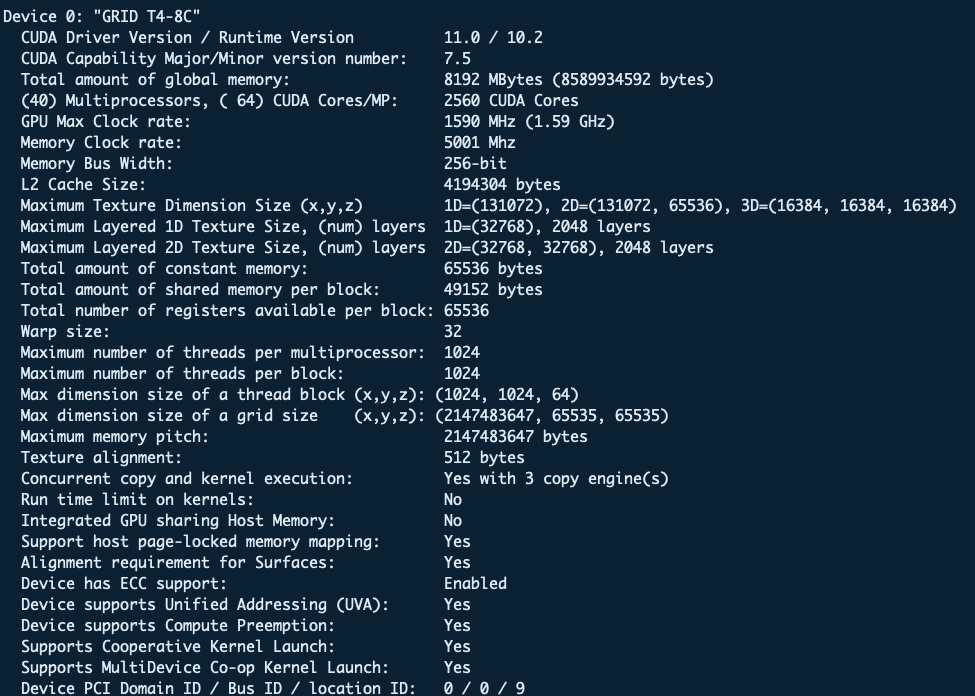 Device 0: "GRID T4-8C"
CUDA Driver Version / Runtime Version 11.0 / 10.2
CUDA Capability Major/Minor version number: 7.5
Total amount of global memory: 8192 MBytes (8589934592 bytes)
(40) Multiprocessors, ( 64) CUDA Cores/MP: 2560 CUDA Cores
GPU Max Clock rate: 1590 MHz (1.59 GHz)
Memory Clock rate: 5001 Mhz
Memory Bus Width: 256-bit
L2 Cache Size: 4194304 bytes
Maximum Texture Dimension Size (x,y,z) 1D=(131072), 2D=(131072, 65536), 3D=(16384, 16384, 16384)
Maximum Layered 1D Texture Size, (num) layers 1D=(32768), 2048 layers
Maximum Layered 2D Texture Size, (num) layers 2D=(32768, 32768), 2048 layers
Total amount of constant memory: 65536 bytes
Total amount of shared memory per block: 49152 bytes
Total number of registers available per block: 65536
Warp size: 32
Maximum number of threads per multiprocessor: 1024
Maximum number of threads per block: 1024
Max dimension size of a thread block (x,y,z): (1024, 1024, 64)
Max dimension size of a grid size (x,y,z): (2147483647, 65535, 65535)
Maximum memory pitch: 2147483647 bytes
Texture alignment: 512 bytes
Concurrent copy and kernel execution: Yes with 3 copy engine(s)
Run time limit on kernels: No
Integrated GPU sharing Host Memory: No
Support host page-locked memory mapping: Yes
Alignment requirement for Surfaces: Yes
Device has ECC support: Enabled
Device supports Unified Addressing (UVA): Yes
Device supports Compute Preemption: Yes
Supports Cooperative Kernel Launch: Yes
Supports MultiDevice Co-op Kernel Launch: Yes
Device PCI Domain ID / Bus ID / location ID: 0 / 0 / 9